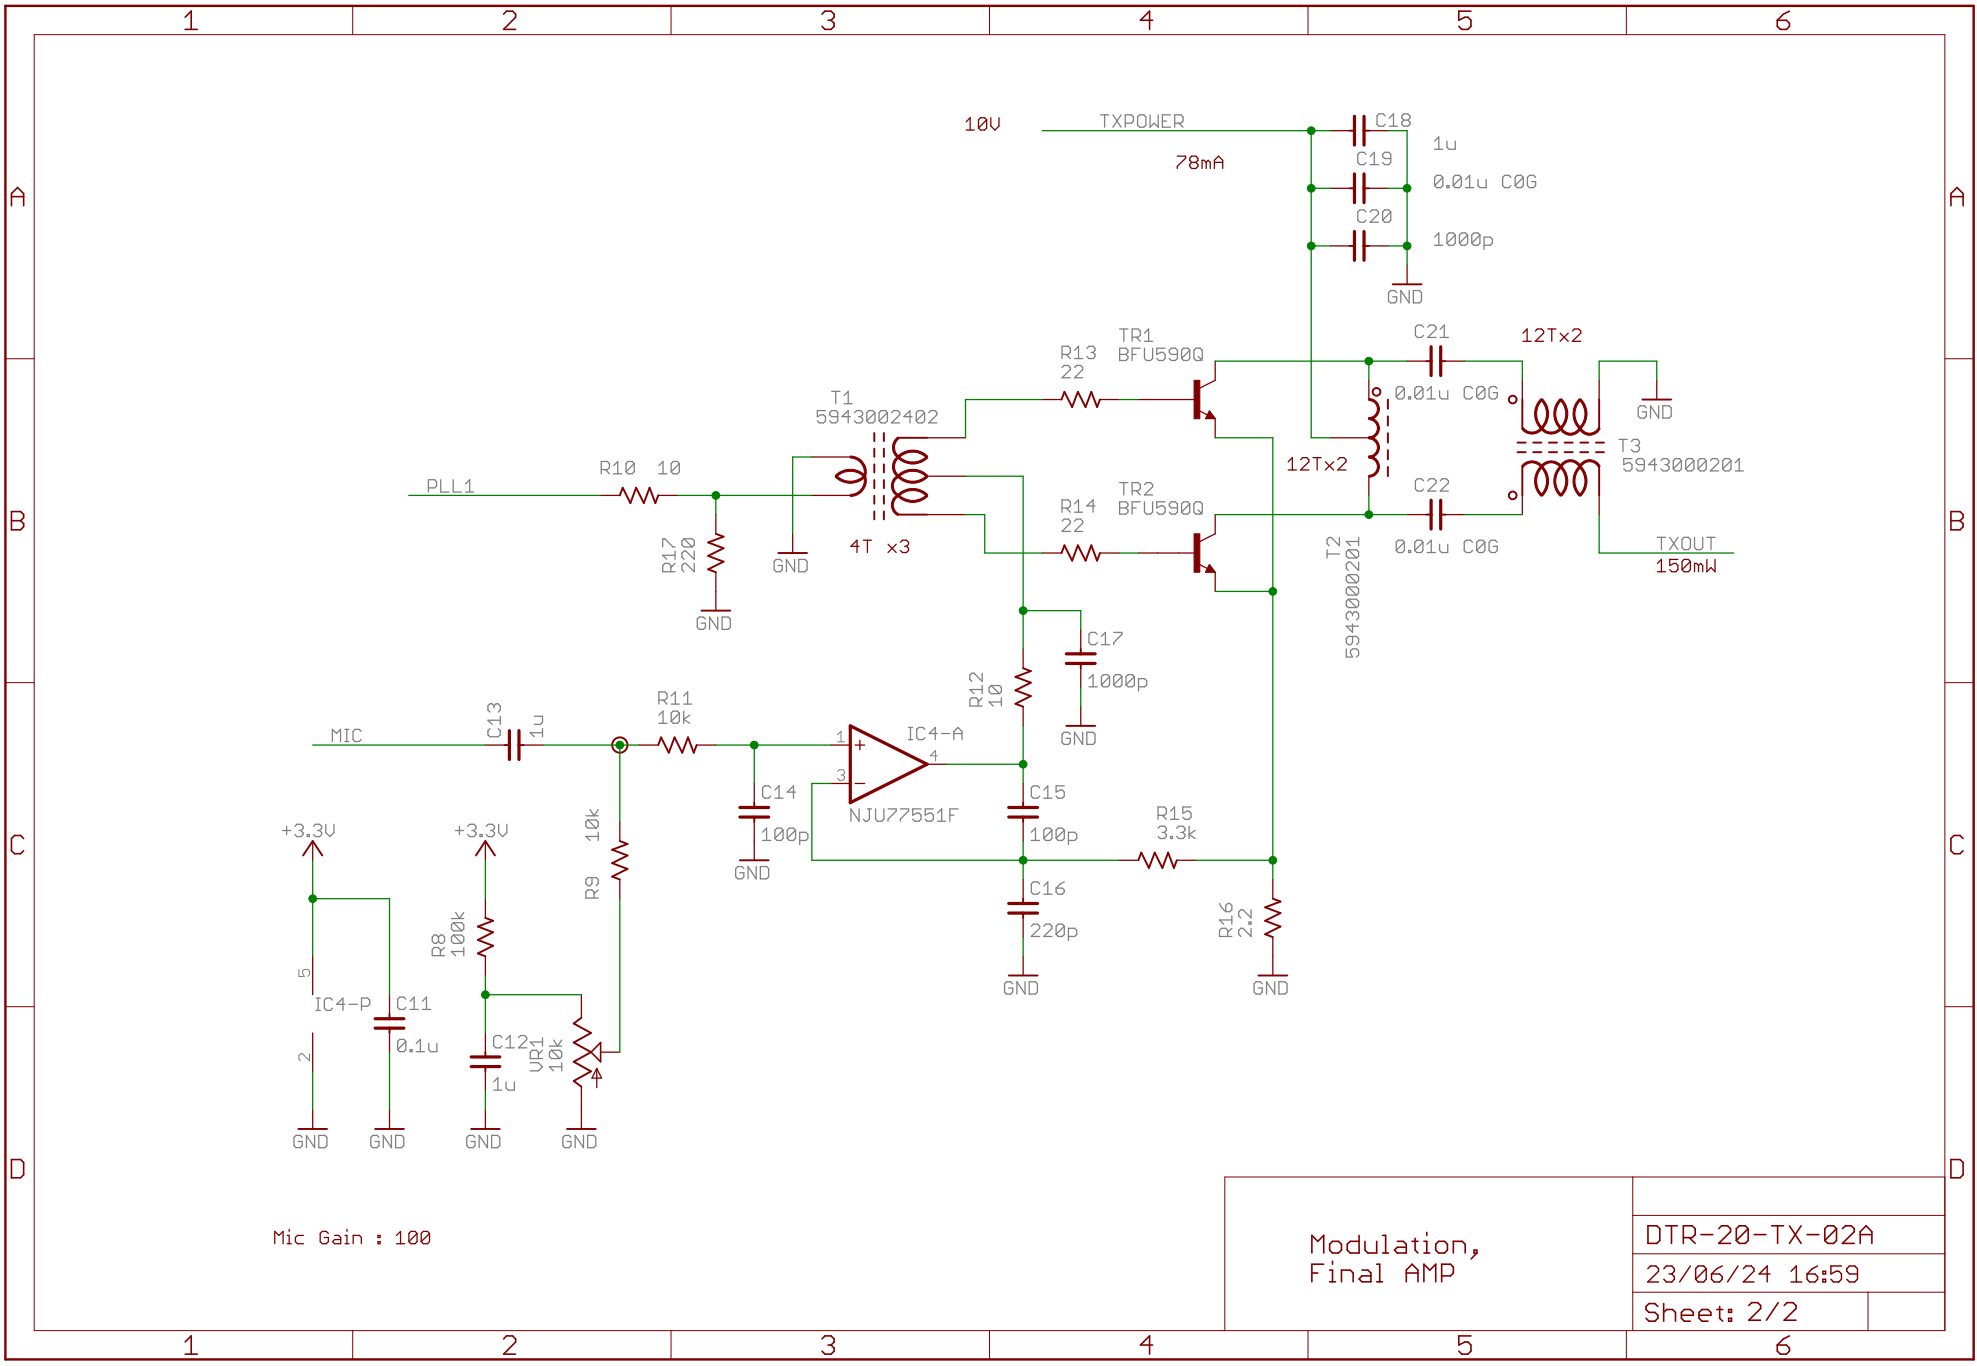 1 2 3 4 5 6
A
B
C
D
A
B
C
D
10V
TXPOWER
78mA
C18
1u
C19
0.01u C0G
C20
1000p
GND
TR1
BFU590Q
R13
22
C21
0.01u C0G
12Tx2
GND
T1
5943002402
4T x3
12Tx2
T3
5943000201
R10 10
PLL1
R17
220
GND
GND
TR2
BFU590Q
R14
22
C22
0.01u C0G
T2
5943000201
TXOUT
150mW
C17
1000p
GND
R12
10
MIC
C13
1u
R11
10k
1
3
4
+
-
IC4-A
NJU77551F
C14
100p
GND
C15
100p
R15
3.3k
C16
220p
GND
R16
2.2
GND
+3.3V
+3.3V
R9
10k
R8
100k
5
IC4-P
2
C11
0.1u
C12
1u
VR1
10k
GND
GND
GND
GND
Mic Gain : 100
Modulation,
Final AMP
DTR-20-TX-02A
23/06/24 16:59
Sheet: 2/2
1 2 3 4 5 6